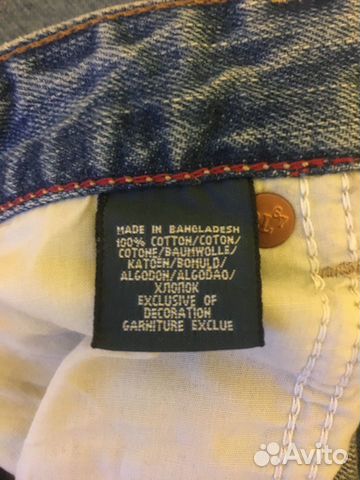 MADE IN BANGLADESH
100% COTTON/COTON/
COTONE/BAUMWOLLE/
KATOEN/BOMULD/
ALGODON/ALGODAO/
ХЛОПОК
EXCLUSIVE OF
DECORATION
GARNITURE EXCLUE
Avito